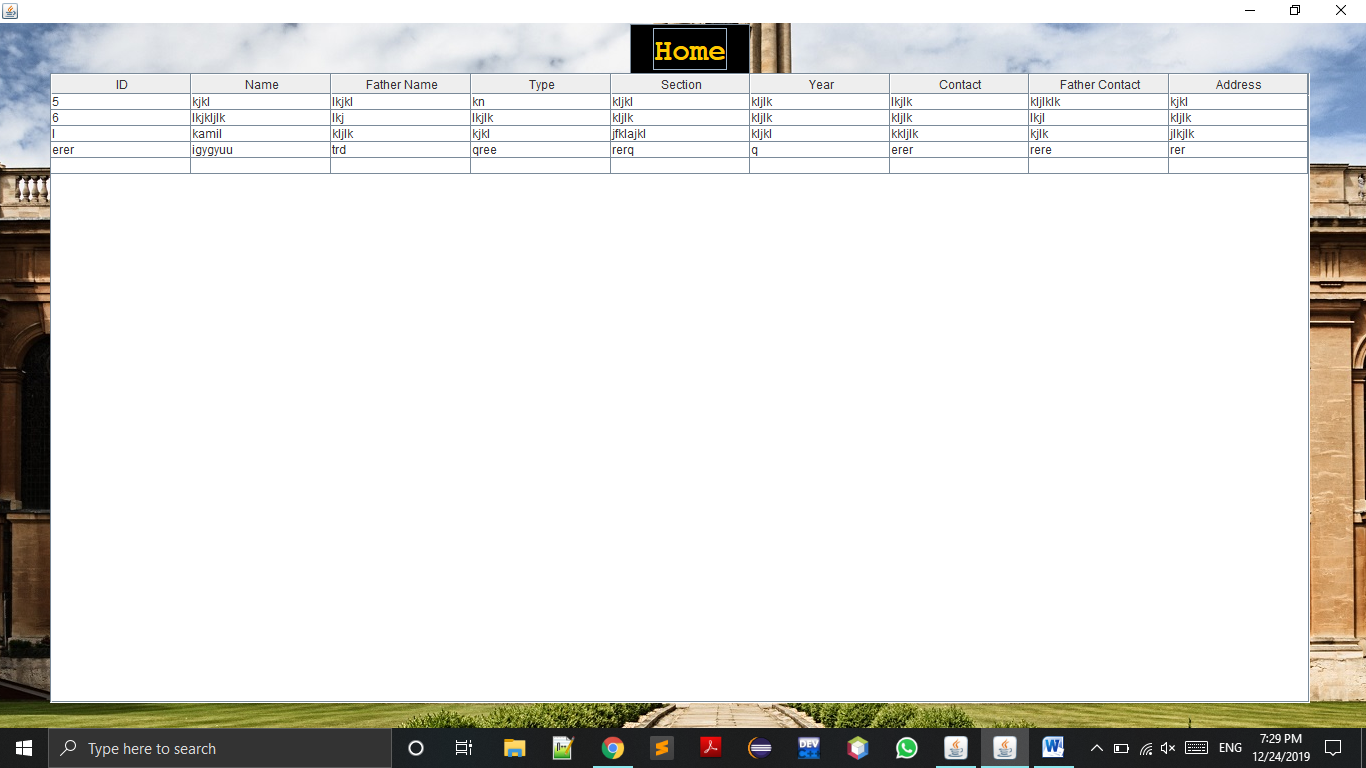 Home
ID Name Father Name Type Section Year Contact Father Contact Address
5 kjkl lkjkl kn kljkl kljlk lkjlk kljlklk kjkl
6 lkjkljlk lkj lkjlk kljlk kljlk kljlk lkjl kljlk
l kamil kljlk kjkl jfklajkl kljkl kkljlk kjlk jlkjlk
erer igygyuu trd qree rerq q erer rere rer
Type here to search
DEV
W
ENG
7:29 PM
12/24/2019